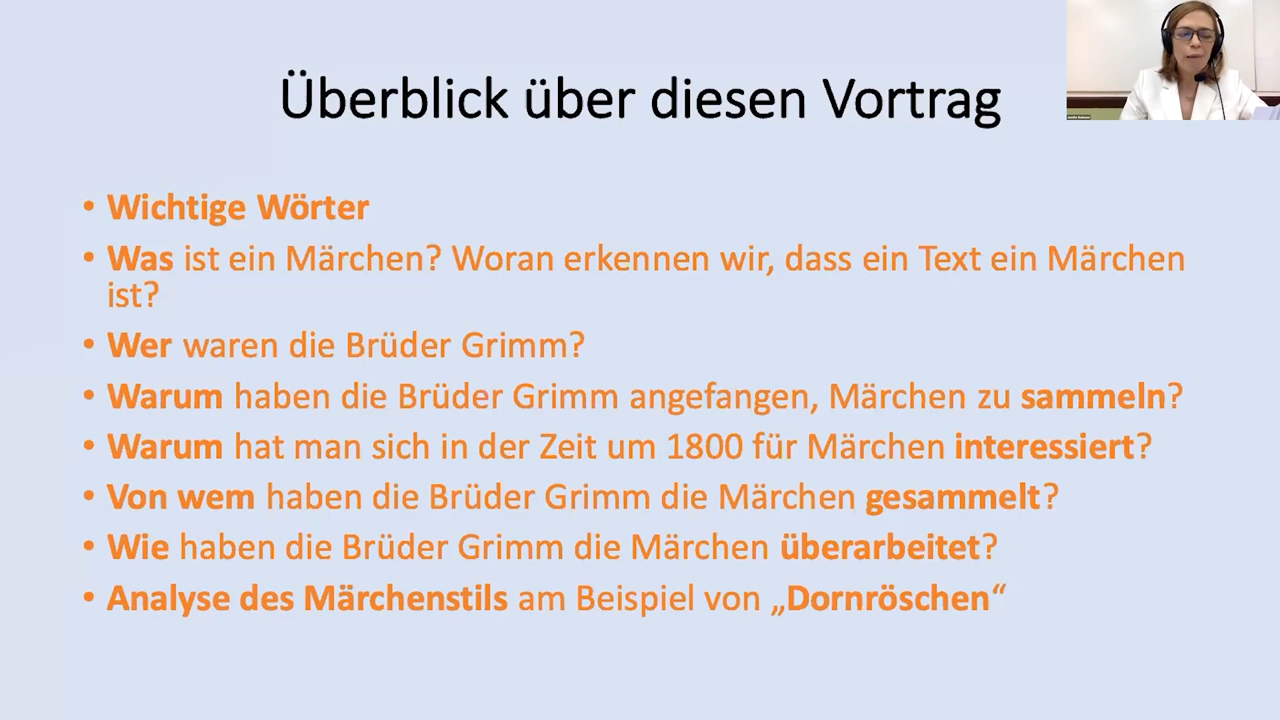 Überblick über diesen Vortrag
• Wichtige Wörter
• Was ist ein Märchen? Woran erkennen wir, dass ein Text ein Märchen
ist?
• Wer waren die Brüder Grimm?
• Warum haben die Brüder Grimm angefangen, Märchen zu sammeln?
• Warum hat man sich in der Zeit um 1800 für Märchen interessiert?
• Von wem haben die Brüder Grimm die Märchen gesammelt?
• Wie haben die Brüder Grimm die Märchen überarbeitet?
• Analyse des Märchenstils am Beispiel von „Dornröschen“